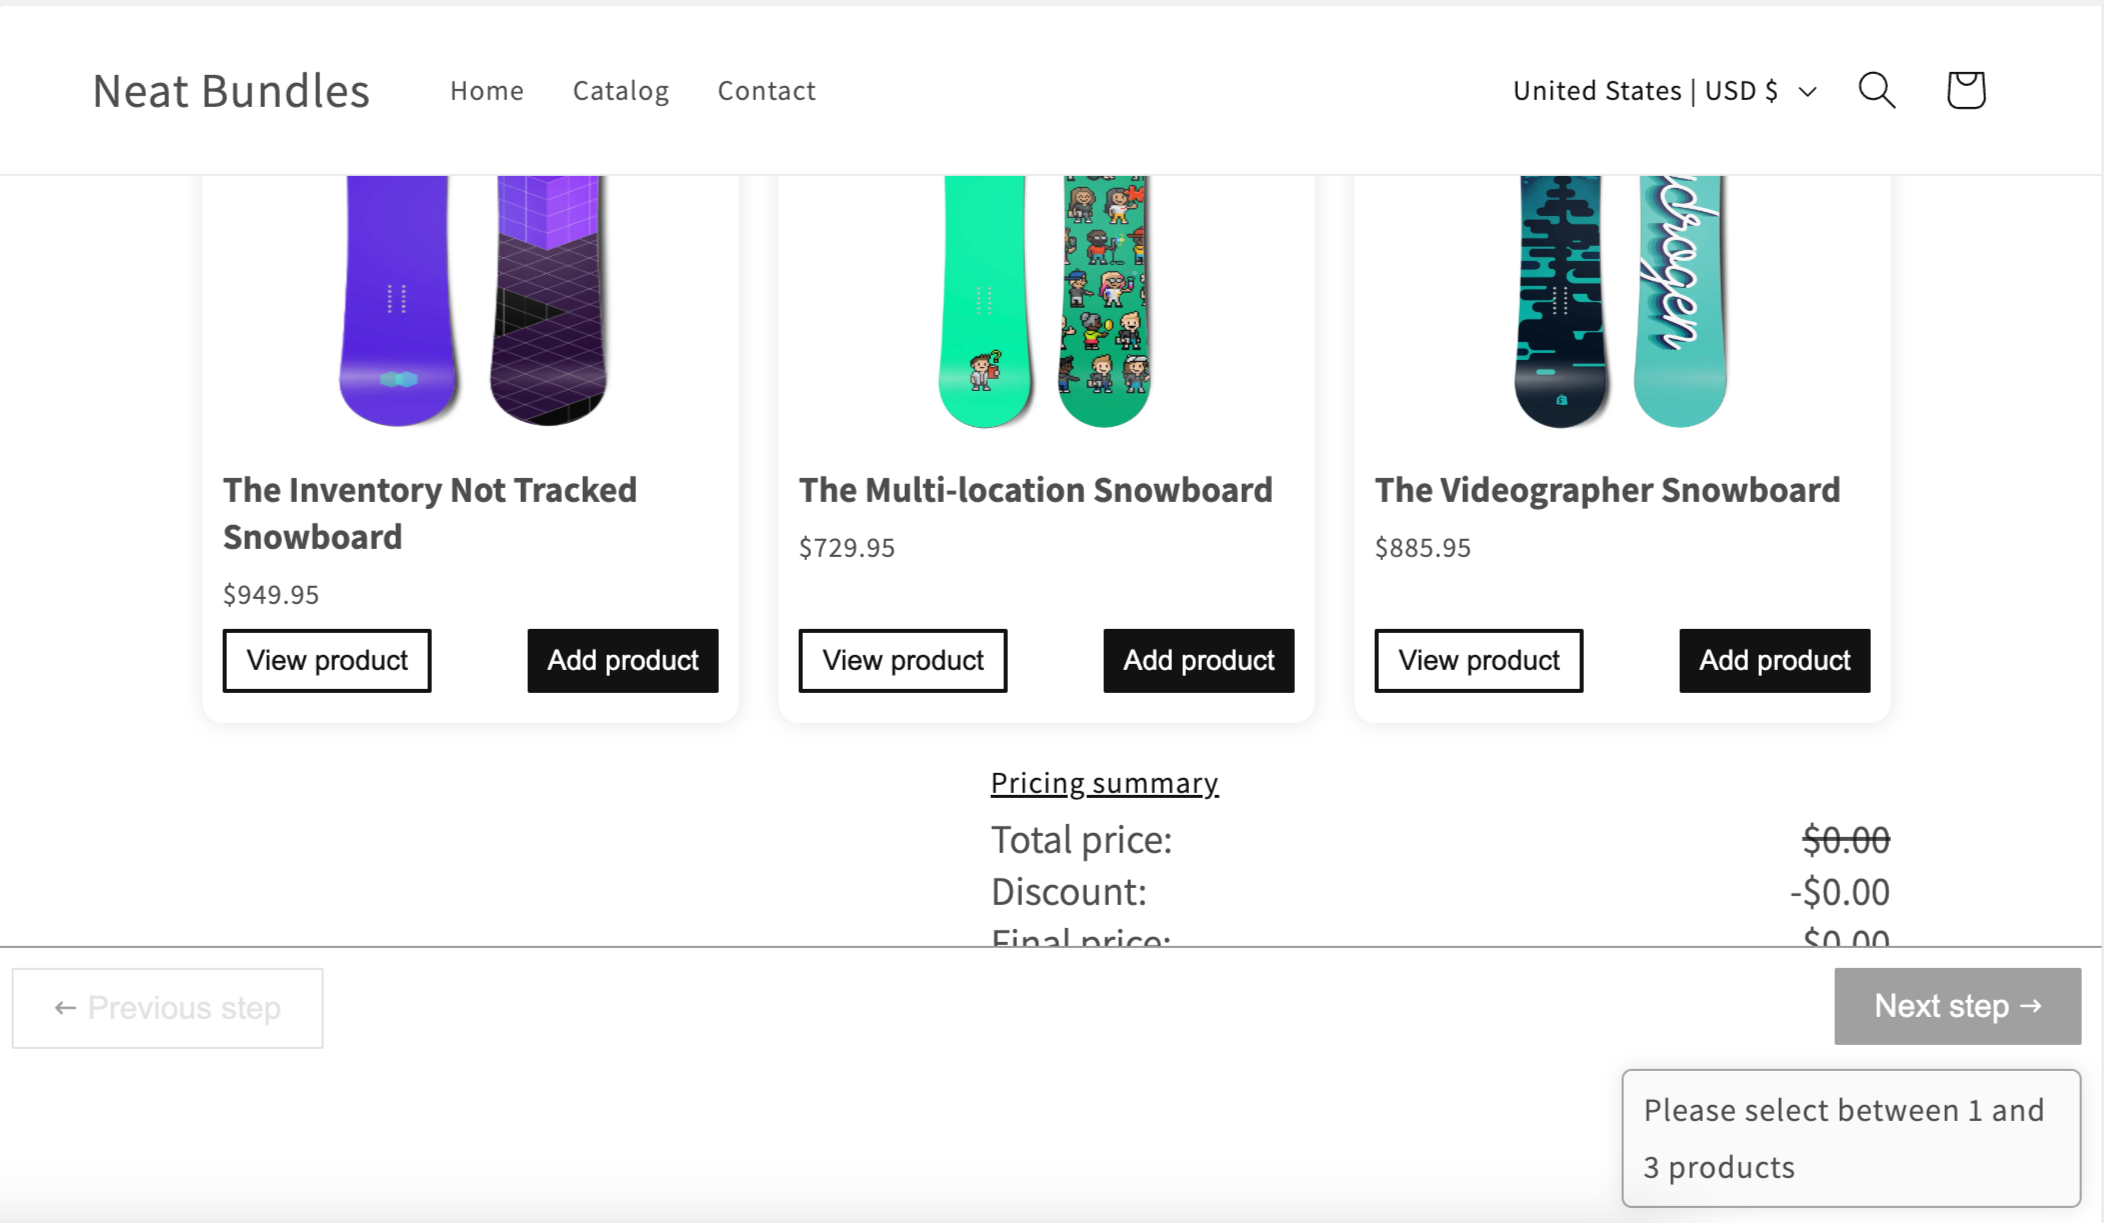 Neat Bundles
Home
Catalog
Contact
United States | USD $
drogen
The Inventory Not Tracked
Snowboard
$949.95
View product
Add product
The Multi-location Snowboard
$729.95
View product
Add product
The Videographer Snowboard
$885.95
View product
Add product
Pricing summary
Total price:
$0.00
Discount:
-$0.00
Final price:
$0.00
← Previous step
Next step →
Please select between 1 and
3 products